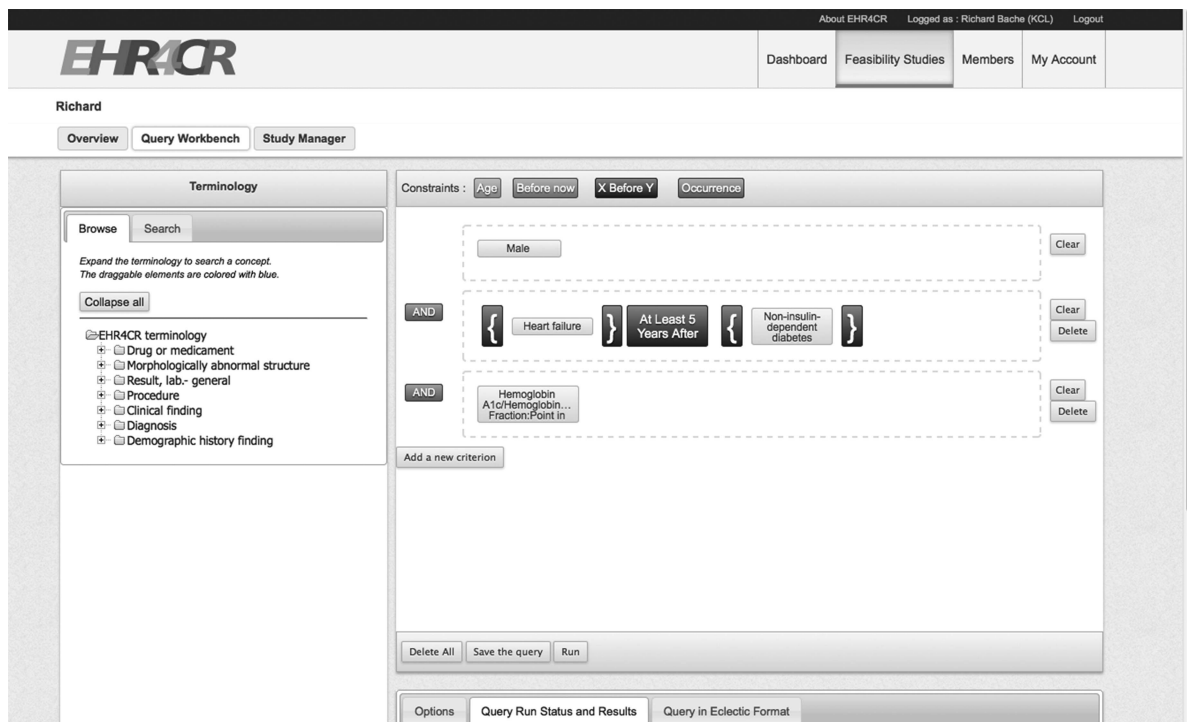 About EHR4CR Logged as : Richard Bache (KCL) Logout
EHR4CR
Dashboard Feasibility Studies Members My Account
Richard
Overview Query Workbench Study Manager
Terminology
Browse Search
Expand the terminology to search a concept.
The draggable elements are colored with blue.
Collapse all
EHR4CR terminology
Drug or medicament
Morphologically abnormal structure
Result, lab.- general
Procedure
Clinical finding
Diagnosis
Demographic history finding
Constraints : Age Before now X Before Y Occurrence
Male
Clear
AND
{ Heart failure }
At Least 5
Years After
{
Non-insulin-
dependent
diabetes
}
Clear
Delete
AND
Hemoglobin
A1c/Hemoglobin...
Fraction:Point in
Clear
Delete
Add a new criterion
Delete All Save the query Run
Options Query Run Status and Results Query in Eclectic Format